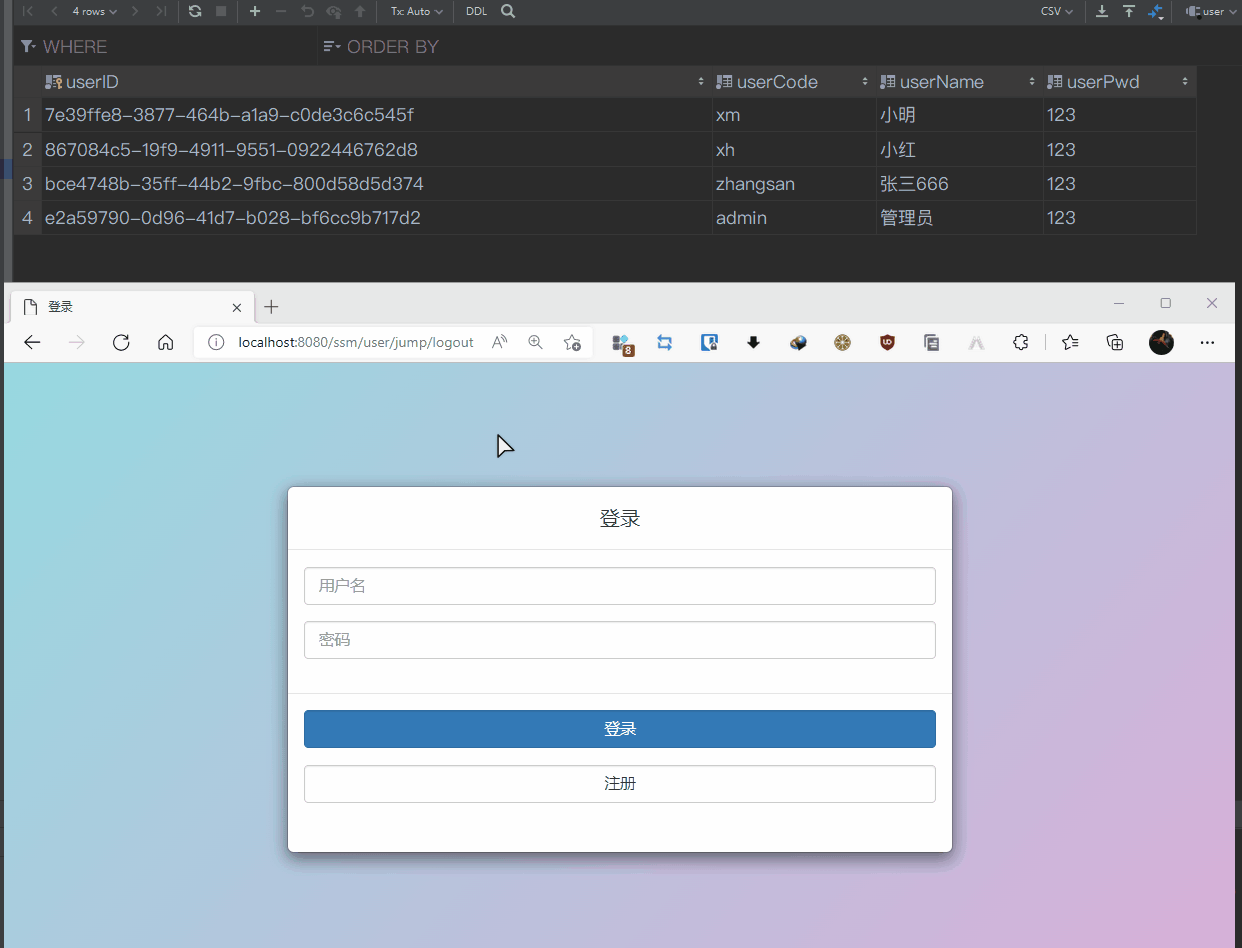 4 rows Tx: Auto DDL CSV user
WHERE ORDER BY
userID userCode userName userPwd
1 7e39ffe8-3877-464b-a1a9-c0de3c6c545f xm 小明 123
2 867084c5-19f9-4911-9551-0922446762d8 xh 小红 123
3 bce4748b-35ff-44b2-9fbc-800d58d5d374 zhangsan 张三666 123
4 e2a59790-0d96-41d7-b028-bf6cc9b717d2 admin 管理员 123
登录
localhost:8080/ssm/user/jump/logout
8
登录
用户名
密码
登录
注册